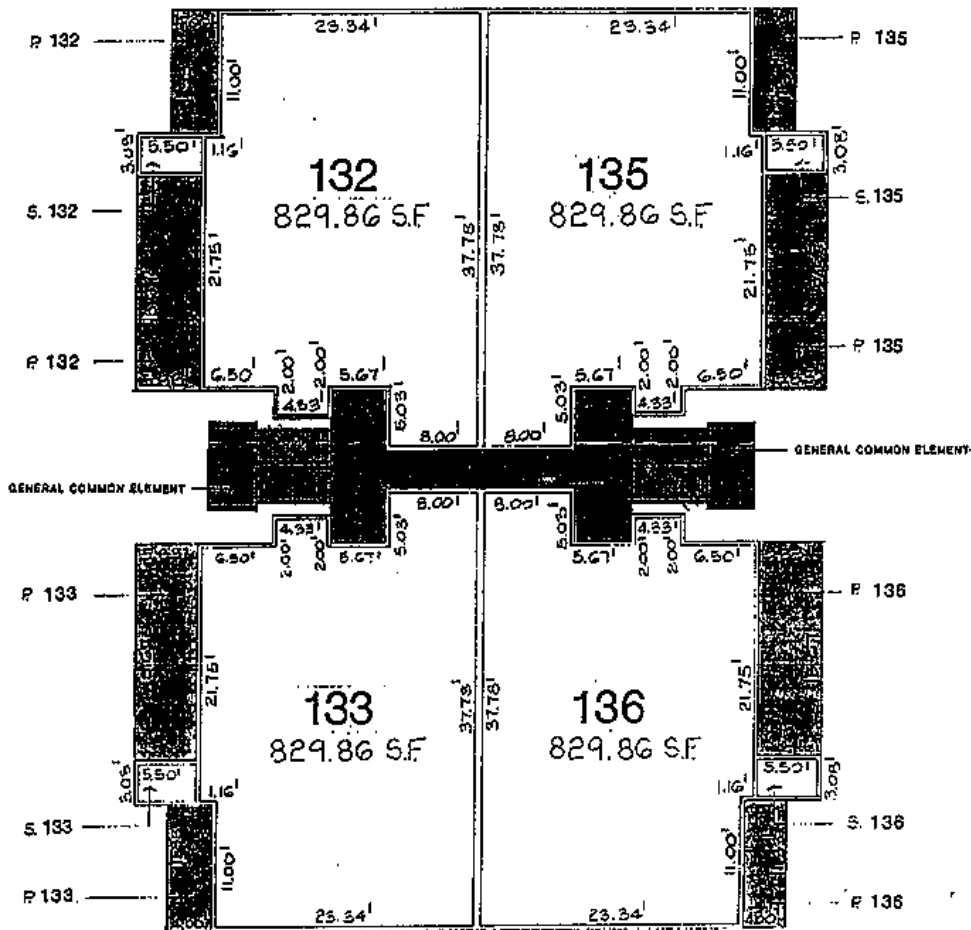 23.34' 23.34'
P. 132 P. 135
11.00' 11.00'
3.08' 5.50' 1.16' 1.16' 5.50' 3.08'
132 135
829.86 S.F. 829.86 S.F.
S. 132 S. 135
21.75' 37.78' 37.78' 21.75'
P. 132 P. 135
6.50' 2.00' 2.00' 5.67' 5.67' 2.00' 2.00' 6.50'
4.33' 5.03' 5.03' 4.33'
8.00' 8.00'
GENERAL COMMON ELEMENT
GENERAL COMMON ELEMENT
8.00' 8.00'
4.33' 5.03' 5.03' 4.33'
6.50' 2.00' 2.00' 5.67' 5.67' 2.00' 2.00' 6.50'
P. 133 P. 136
21.75' 37.78' 37.78' 21.75'
133 136
829.86 S.F. 829.86 S.F.
3.08' 5.50' 1.16' 1.16' 5.50' 3.08'
S. 133 S. 136
11.00' 11.00'
P. 133 P. 136
23.34' 23.34'